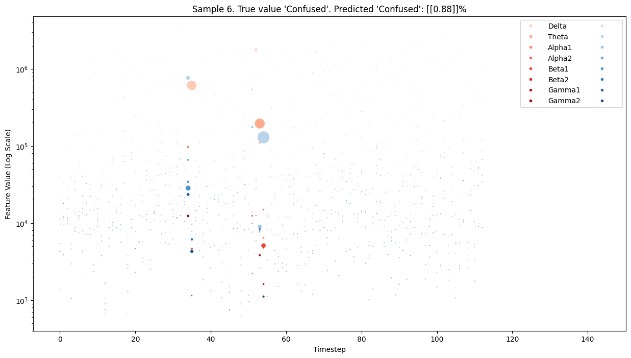 Sample 6. True value 'Confused'. Predicted 'Confused': [[0.88]]%
Delta
Theta
Alpha1
Alpha2
Beta1
Beta2
Gamma1
Gamma2
10^6
10^5
10^4
10^3
Feature Value (Log Scale)
0 20 40 60 80 100 120 140
Timestep